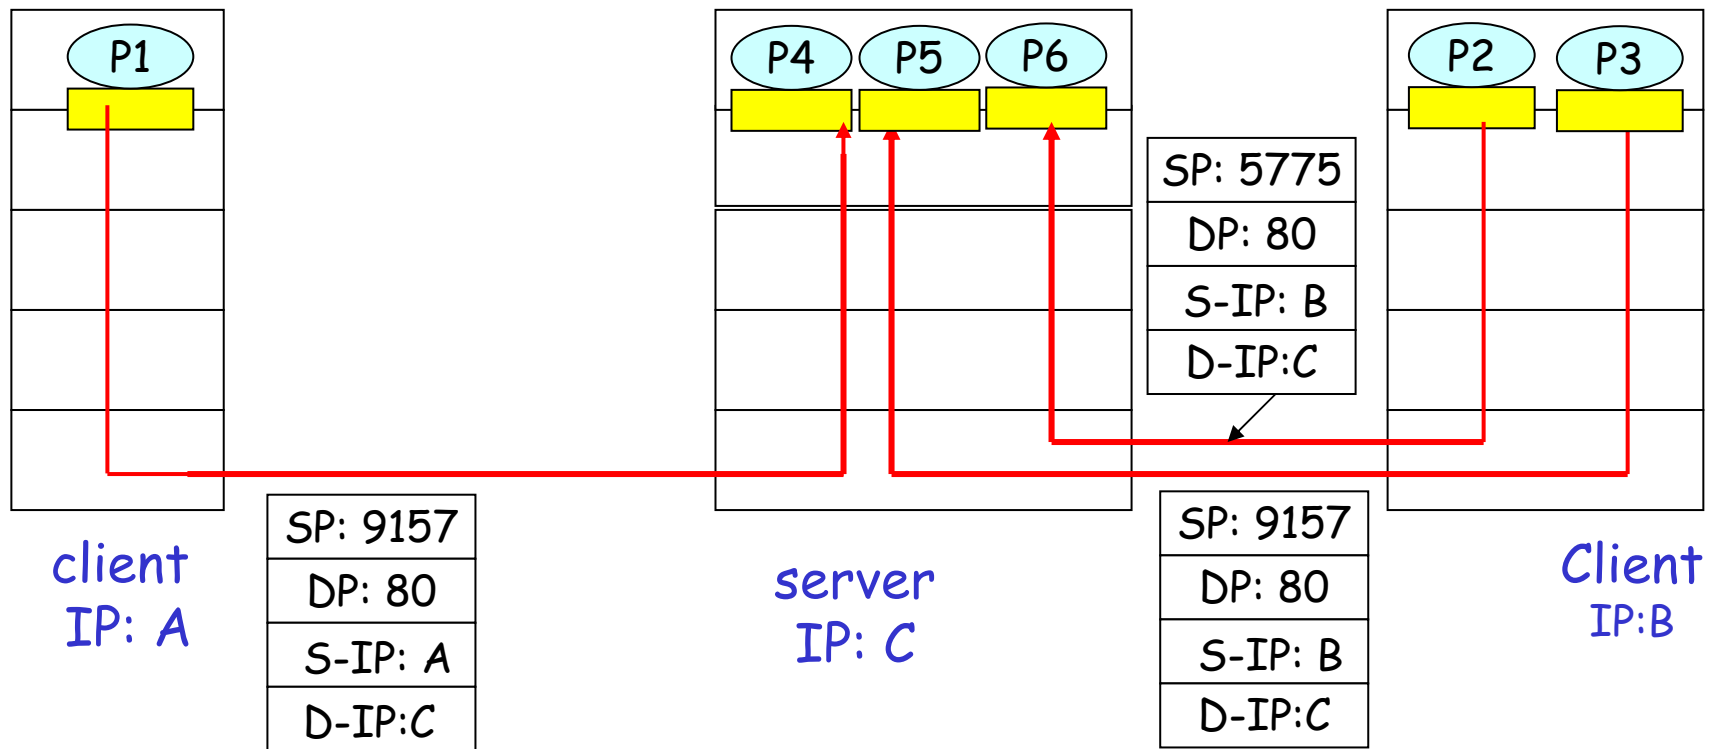 P1
P4
P5
P6
P2
P3
SP: 5775
DP: 80
S-IP: B
D-IP:C
client
IP: A
SP: 9157
DP: 80
S-IP: A
D-IP:C
server
IP: C
SP: 9157
DP: 80
S-IP: B
D-IP:C
Client
IP:B